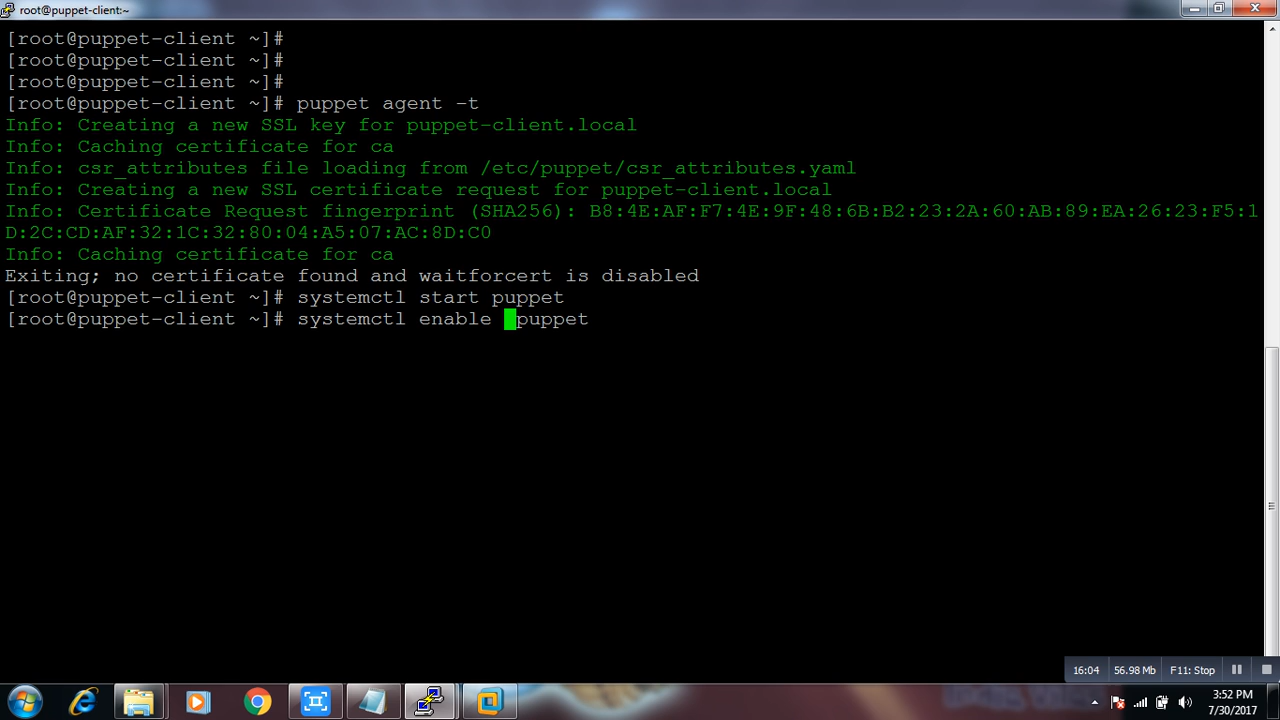 root@puppet-client:~
[root@puppet-client ~]#
[root@puppet-client ~]#
[root@puppet-client ~]#
[root@puppet-client ~]# puppet agent -t
Info: Creating a new SSL key for puppet-client.local
Info: Caching certificate for ca
Info: csr_attributes file loading from /etc/puppet/csr_attributes.yaml
Info: Creating a new SSL certificate request for puppet-client.local
Info: Certificate Request fingerprint (SHA256): B8:4E:AF:F7:4E:9F:48:6B:B2:23:2A:60:AB:89:EA:26:23:F5:1
D:2C:CD:AF:32:1C:32:80:04:A5:07:AC:8D:C0
Info: Caching certificate for ca
Exiting; no certificate found and waitforcert is disabled
[root@puppet-client ~]# systemctl start puppet
[root@puppet-client ~]# systemctl enable  puppet
16:04 56.98 Mb F11: Stop
3:52 PM
7/30/2017